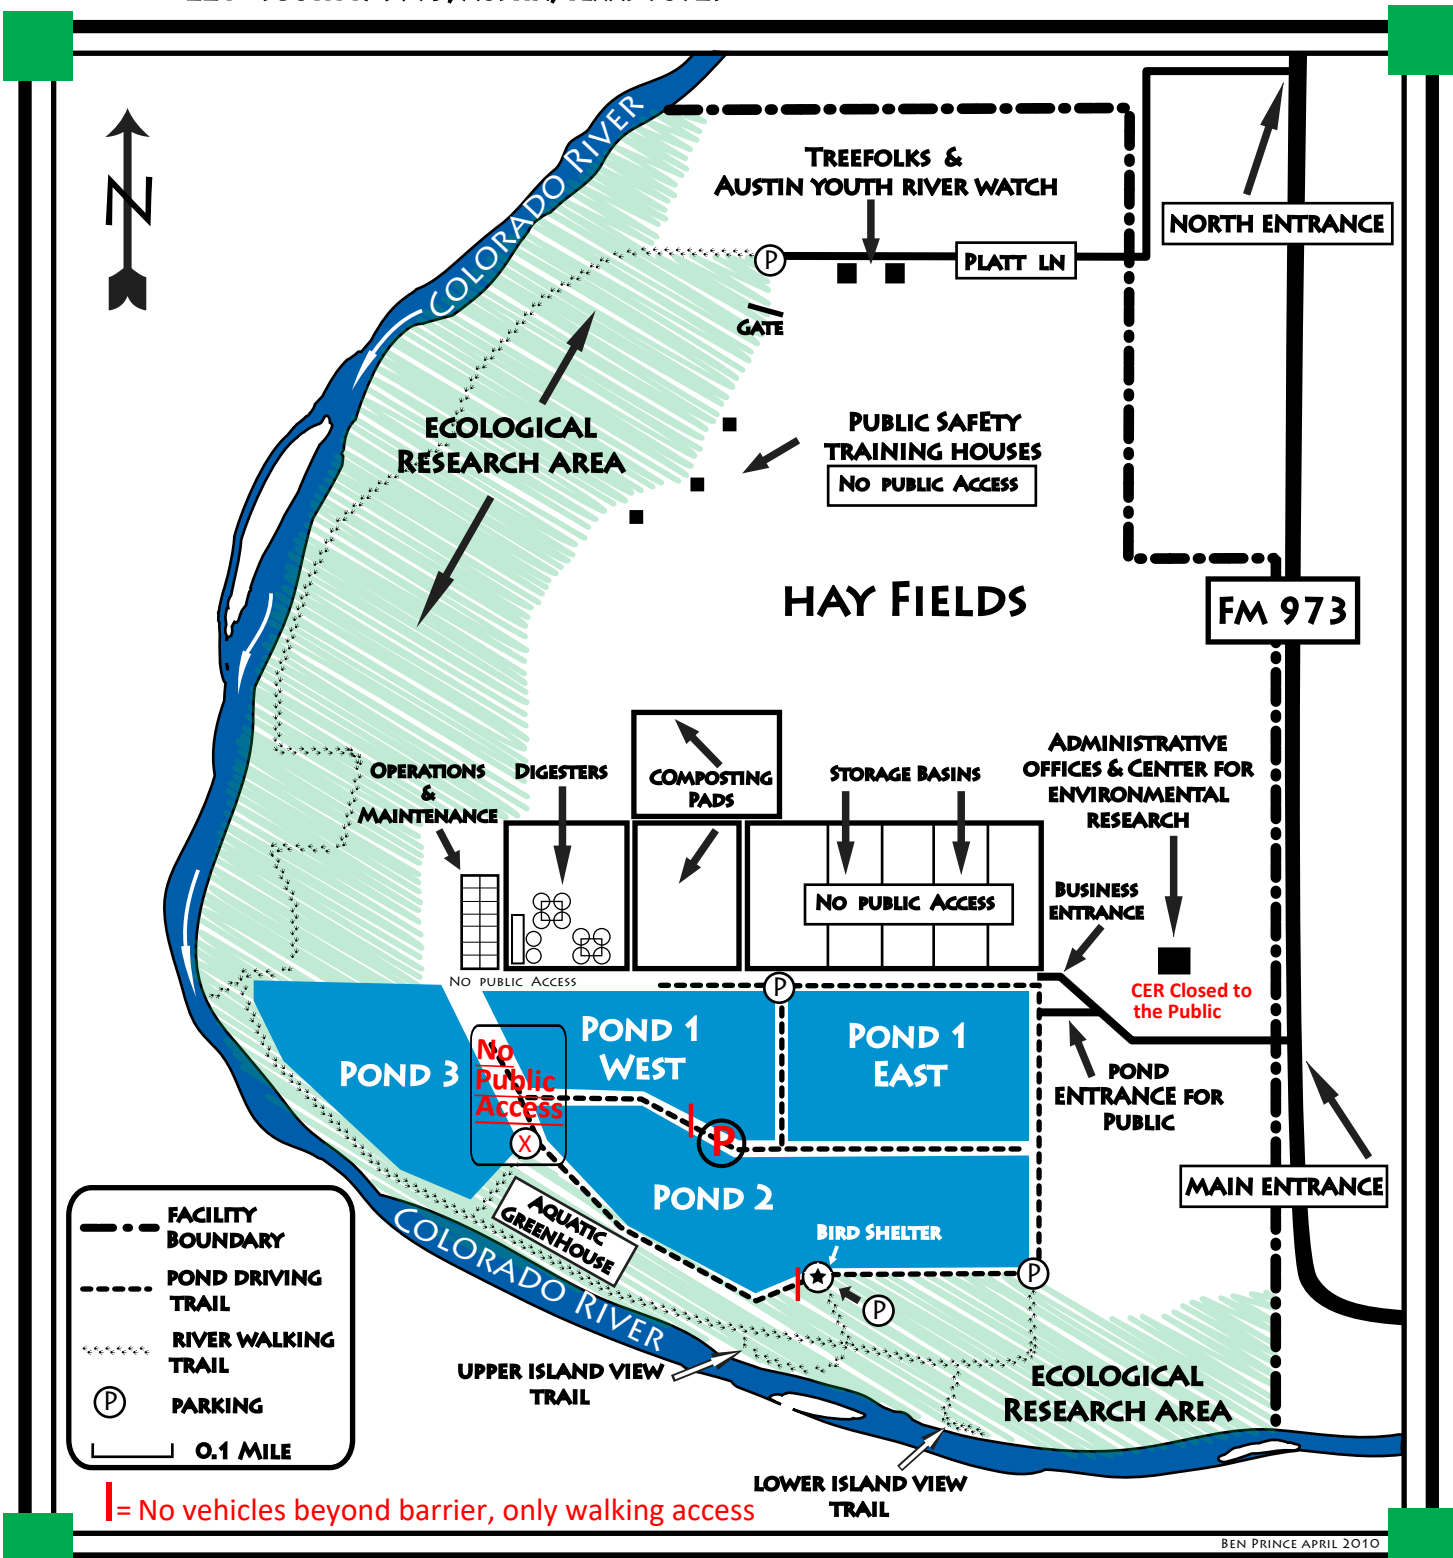 COLORADO RIVER
N
TREEFOLKS &
AUSTIN YOUTH RIVER WATCH
NORTH ENTRANCE
P
PLATT LN
GATE
ECOLOGICAL
RESEARCH AREA
PUBLIC SAFETY
TRAINING HOUSES
NO PUBLIC ACCESS
HAY FIELDS
FM 973
OPERATIONS
&
MAINTENANCE
DIGESTERS
COMPOSTING
PADS
STORAGE BASINS
ADMINISTRATIVE
OFFICES & CENTER FOR
ENVIRONMENTAL
RESEARCH
NO PUBLIC ACCESS
BUSINESS
ENTRANCE
NO PUBLIC ACCESS
P
CER Closed to
the Public
POND 1
WEST
POND 1
EAST
POND 3
No
Public
Access
POND
ENTRANCE FOR
PUBLIC
X
P
MAIN ENTRANCE
POND 2
AQUATIC
GREENHOUSE
BIRD SHELTER
P
P
COLORADO RIVER
FACILITY
BOUNDARY
POND DRIVING
TRAIL
RIVER WALKING
TRAIL
P PARKING
0.1 MILE
UPPER ISLAND VIEW
TRAIL
ECOLOGICAL
RESEARCH AREA
LOWER ISLAND VIEW
TRAIL
= No vehicles beyond barrier, only walking access
BEN PRINCE APRIL 2010